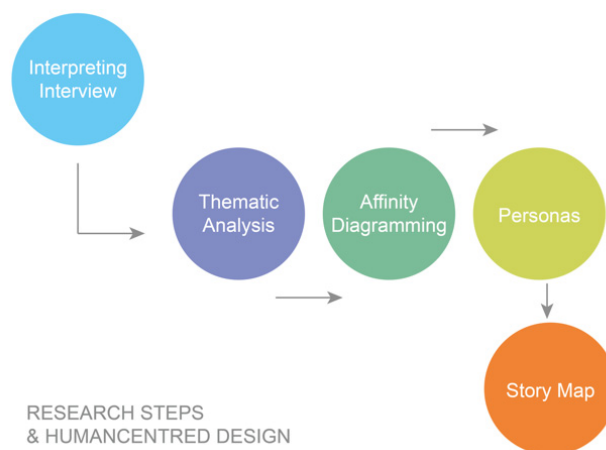 Interpreting
Interview
Thematic
Analysis
Affinity
Diagramming
Personas
Story Map
RESEARCH STEPS
& HUMANCENTRED DESIGN